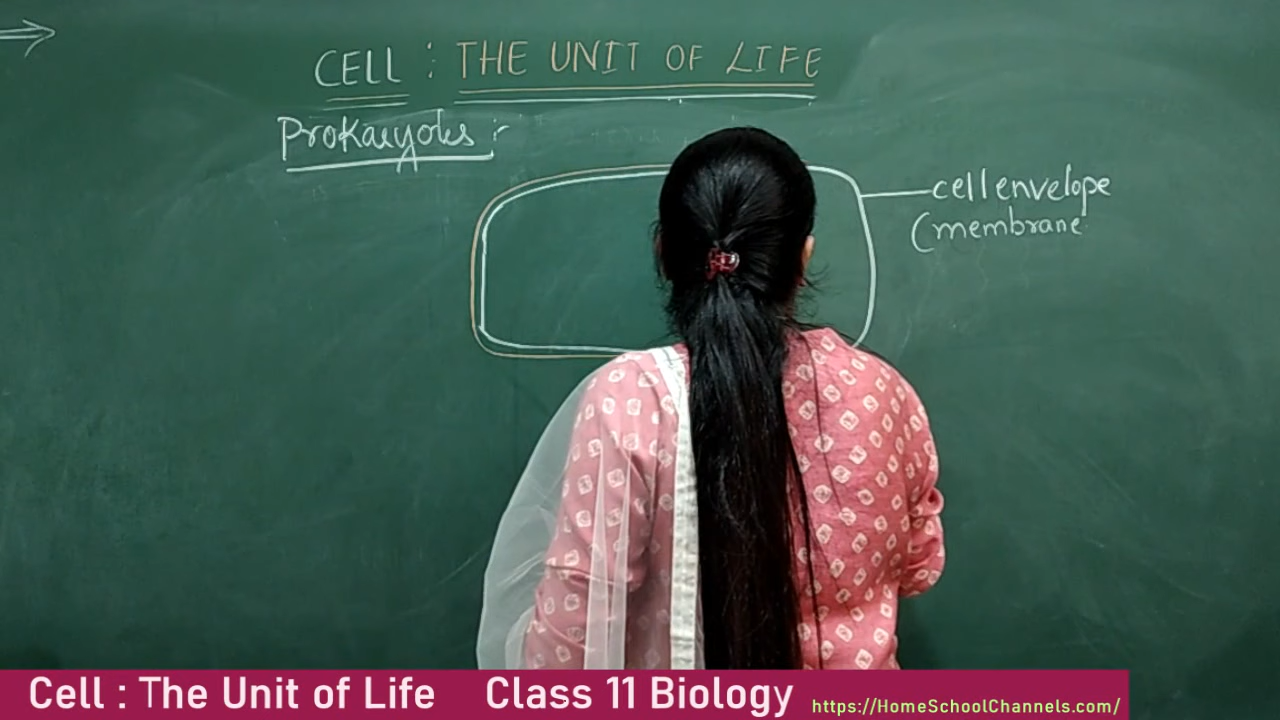 CELL : THE UNIT OF LIFE
Prokaryotes :-
cell envelope
(membrane
Cell : The Unit of Life Class 11 Biology https://HomeSchoolChannels.com/